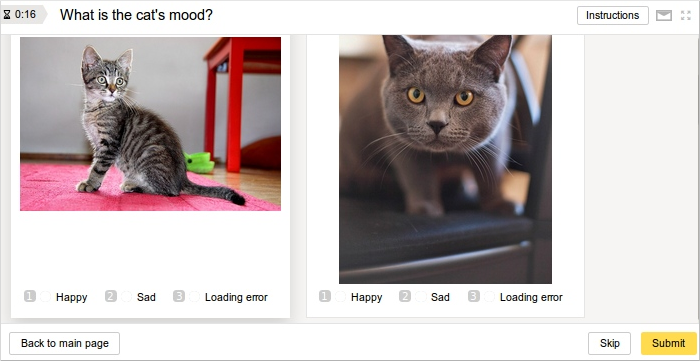 0:16 What is the cat's mood? Instructions
1 Happy 2 Sad 3 Loading error
1 Happy 2 Sad 3 Loading error
Back to main page Skip Submit